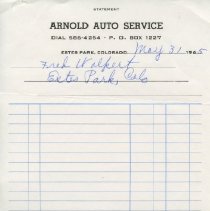 STATEMENT
ARNOLD AUTO SERVICE
DIAL 586-4254 - P. O. BOX 1227
ESTES PARK, COLORADO May 31 1965
Fred Wolpert
Estes Park, Colo